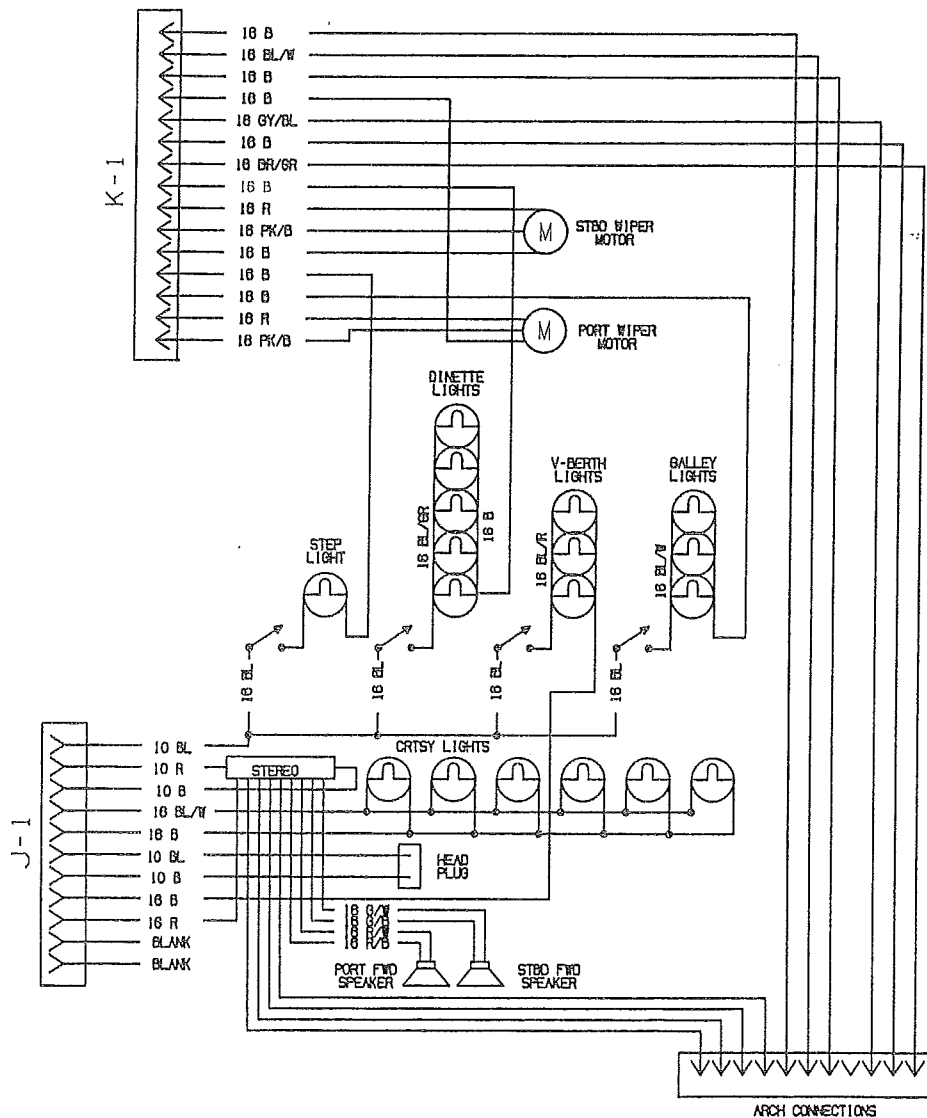 K-1
16 B
16 BL/W
16 B
16 B
16 GY/BL
16 B
16 BR/GR
16 B
16 R
16 PK/B
16 B
16 B
16 B
16 R
16 PK/B
M
STBD WIPER
MOTOR
M
PORT WIPER
MOTOR
DINETTE
LIGHTS
V-BERTH
LIGHTS
GALLEY
LIGHTS
STEP
LIGHT
16 BL/GR
16 B
16 BL/R
16 BL/W
16 BL
16 BL
16 BL
16 BL
J-1
10 BL
10 R
10 B
16 BL/W
16 B
10 BL
10 B
16 B
16 R
BLANK
BLANK
STEREO
CRTSY LIGHTS
HEAD
PLUG
16 G/W
16 G/B
16 R/W
16 R/B
PORT FWD
SPEAKER
STBD FWD
SPEAKER
ARCH CONNECTIONS